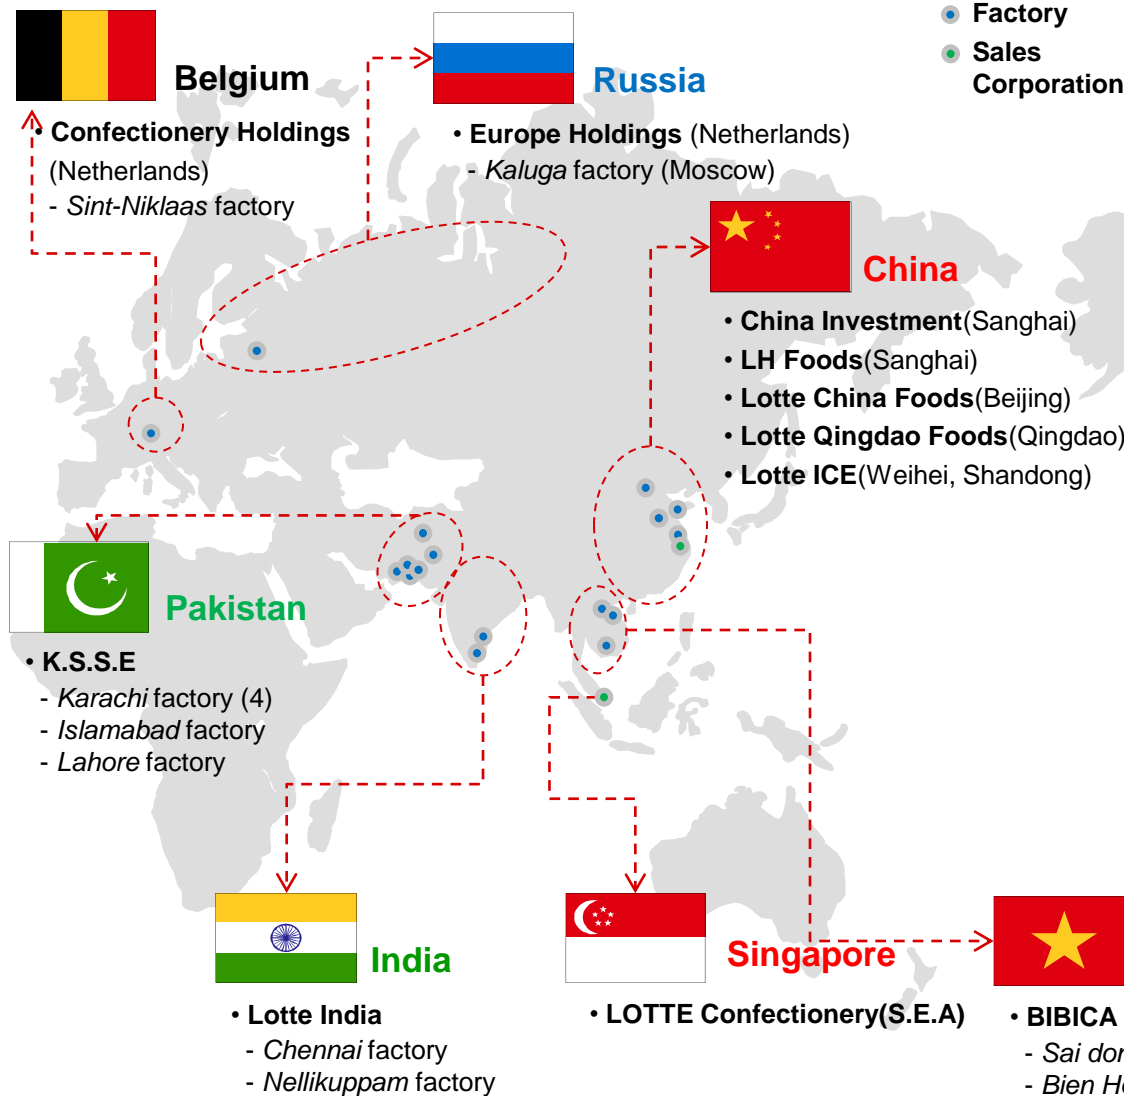 Factory
Sales
Corporation
Belgium
• Confectionery Holdings
(Netherlands)
- Sint-Niklaas factory
Russia
• Europe Holdings (Netherlands)
- Kaluga factory (Moscow)
China
• China Investment(Sanghai)
• LH Foods(Sanghai)
• Lotte China Foods(Beijing)
• Lotte Qingdao Foods(Qingdao)
• Lotte ICE(Weihei, Shandong)
Pakistan
• K.S.S.E
- Karachi factory (4)
- Islamabad factory
- Lahore factory
India
• Lotte India
- Chennai factory
- Nellikuppam factory
Singapore
• LOTTE Confectionery(S.E.A)
• BIBICA
- Sai
- Bien